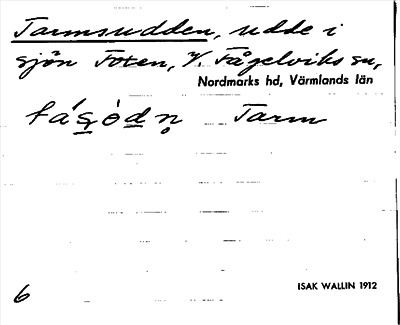 Tarmsudden, udde i
sjön Foten, V. Fågelviks sn,
Nordmarks hd, Värmlands län
Tarm
ISAK WALLIN 1912
6